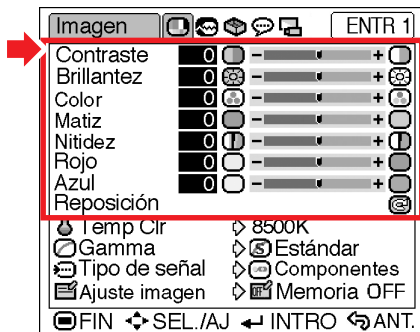 Imagen ENTR 1
Contraste 0 - +
Brillantez 0 - +
Color 0 - +
Matiz 0 - +
Nitidez 0 - +
Rojo 0 - +
Azul 0 - +
Reposición
Temp Clr 8500K
Gamma Estándar
Tipo de señal Componentes
Ajuste imagen OFF Memoria OFF
FIN SEL./AJ INTRO ANT.